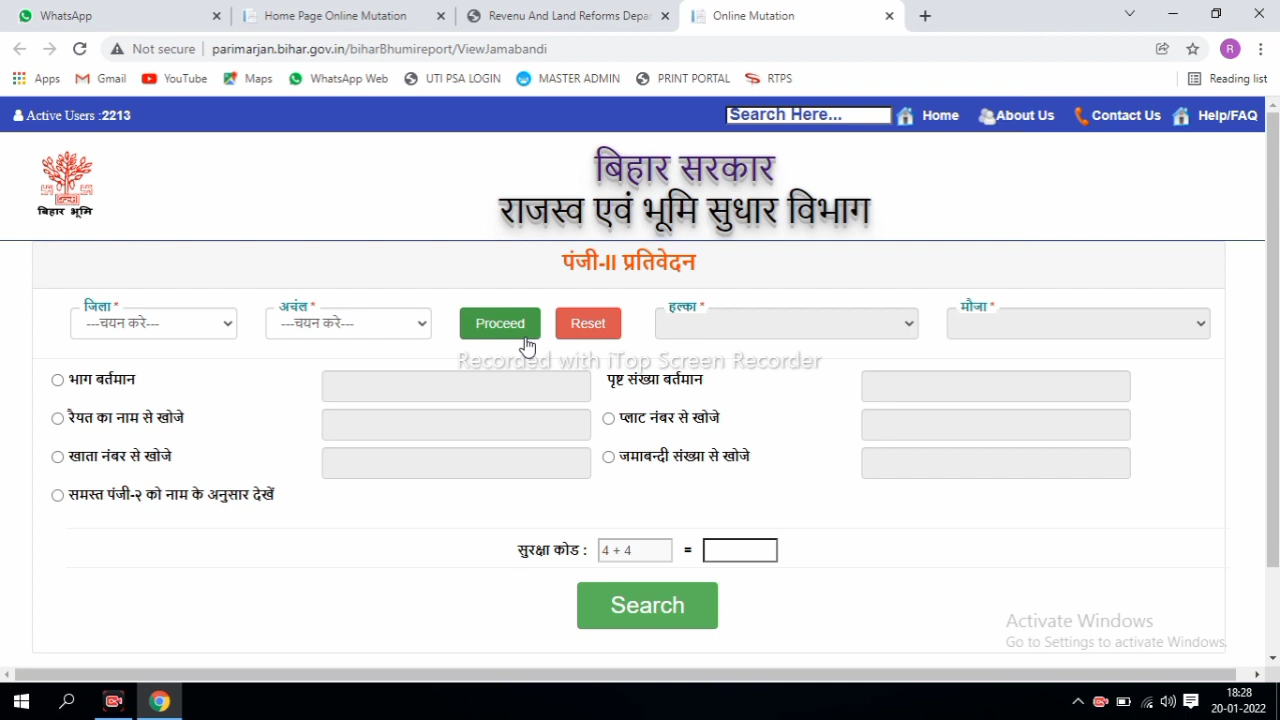 WhatsApp
Home Page Online Mutation
Revenu And Land Reforms Depar
Online Mutation
Not secure | parimarjan.bihar.gov.in/biharBhumireport/ViewJamabandi
R
Apps
Gmail
YouTube
Maps
WhatsApp Web
UTI PSA LOGIN
MASTER ADMIN
PRINT PORTAL
RTPS
Reading list
Active Users :2213
Search Here...
Home
About Us
Contact Us
Help/FAQ
बिहार भूमि
बिहार सरकार
राजस्व एवं भूमि सुधार विभाग
पंजी-II प्रतिवेदन
जिला *
---चयन करे---
अचंल *
---चयन करे---
Proceed
Reset
हल्का *
मौजा *
Recorded with iTop Screen Recorder
भाग बर्तमान
पृष्ट संख्या बर्तमान
रैयत का नाम से खोजे
प्लाट नंबर से खोजे
खाता नंबर से खोजे
जमाबन्दी संख्या से खोजे
समस्त पंजी-२ को नाम के अनुसार देखें
सुरक्षा कोड : 4 + 4 =
Search
Activate Windows
Go to Settings to activate Windows.
18:28
20-01-2022